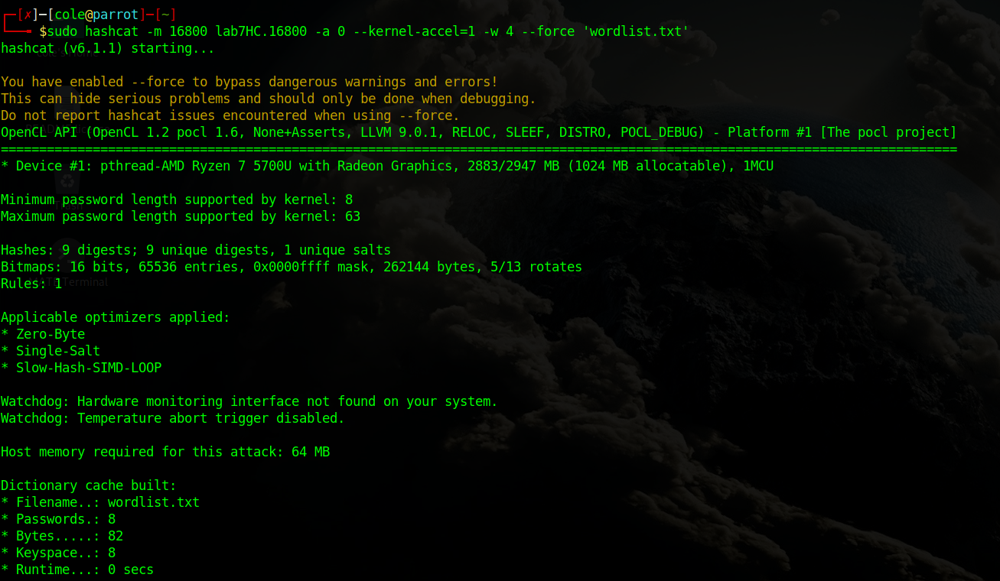 ┌─[✗]─[cole@parrot]─[~]
└──╼ $sudo hashcat -m 16800 lab7HC.16800 -a 0 --kernel-accel=1 -w 4 --force 'wordlist.txt'
hashcat (v6.1.1) starting...
You have enabled --force to bypass dangerous warnings and errors!
This can hide serious problems and should only be done when debugging.
Do not report hashcat issues encountered when using --force.
OpenCL API (OpenCL 1.2 pocl 1.6, None+Asserts, LLVM 9.0.1, RELOC, SLEEF, DISTRO, POCL_DEBUG) - Platform #1 [The pocl project]
=============================================================================================================================
* Device #1: pthread-AMD Ryzen 7 5700U with Radeon Graphics, 2883/2947 MB (1024 MB allocatable), 1MCU
Minimum password length supported by kernel: 8
Maximum password length supported by kernel: 63
Hashes: 9 digests; 9 unique digests, 1 unique salts
Bitmaps: 16 bits, 65536 entries, 0x0000ffff mask, 262144 bytes, 5/13 rotates
Rules: 1
Terminal
Applicable optimizers applied:
* Zero-Byte
* Single-Salt
* Slow-Hash-SIMD-LOOP
Watchdog: Hardware monitoring interface not found on your system.
Watchdog: Temperature abort trigger disabled.
Host memory required for this attack: 64 MB
Dictionary cache built:
* Filename..: wordlist.txt
* Passwords.: 8
* Bytes.....: 82
* Keyspace..: 8
* Runtime...: 0 secs